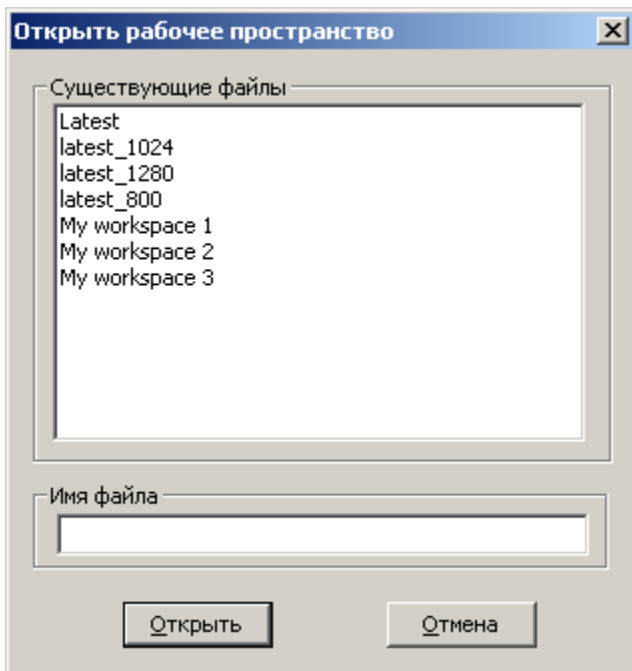 Открыть рабочее пространство
Существующие файлы
Latest
latest_1024
latest_1280
latest_800
My workspace 1
My workspace 2
My workspace 3
Имя файла
Открыть Отмена